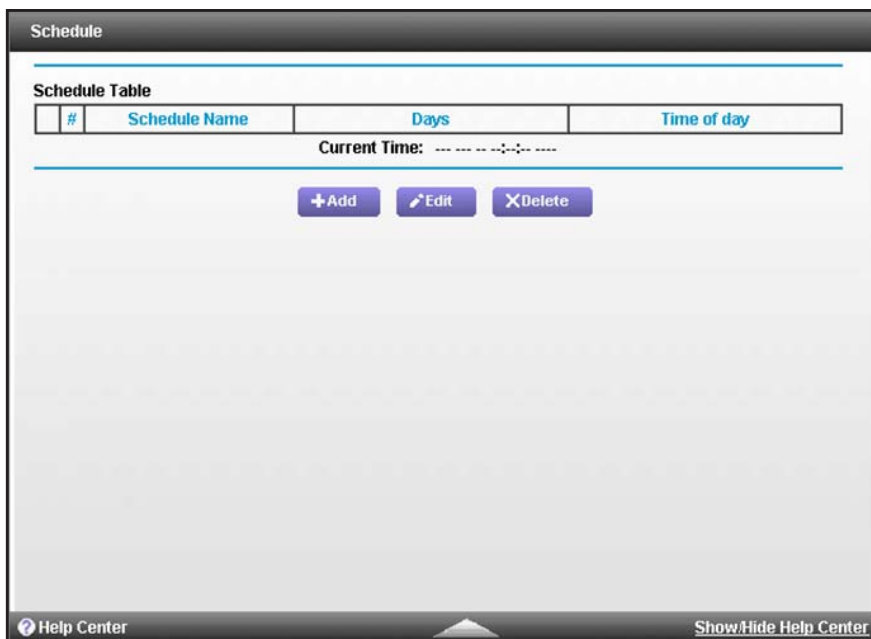 Schedule
Schedule Table
# Schedule Name Days Time of day
Current Time: --- --- -- --:--:-- ----
Add Edit Delete
Help Center Show/Hide Help Center